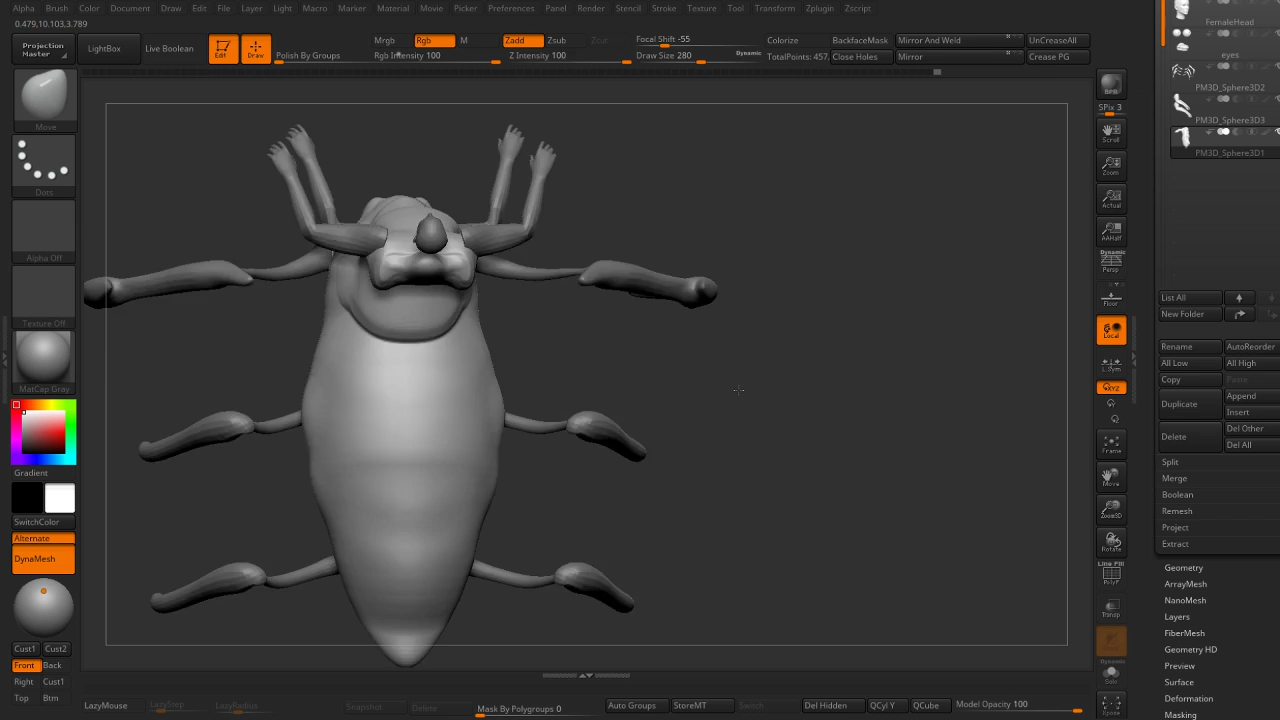 Alpha Brush Color Document Draw Edit File Layer Light Macro Marker Material Movie Picker Preferences Panel Render Stencil Stroke Texture Tool Transform Zplugin Zscript
0.479,10.103,3.789
Projection Master
LightBox
Live Boolean
Edit
Draw
Polish By Groups
Mrgb
Rgb
M
Rgb Intensity 100
Zadd
Zsub
Zcut
Z Intensity 100
Focal Shift -55
Draw Size 280
Dynamic
Colorize
TotalPoints: 457,
BackfaceMask
Close Holes
Mirror And Weld
Mirror
UnCreaseAll
Crease PG
Move
Dots
Alpha Off
Texture Off
MatCap Gray
Gradient
SwitchColor
Alternate
DynaMesh
Cust1 Cust2
Front Back
Right Cust1
Top Btm
BPR
SPix 3
Scroll
Zoom
Actual
AAHalf
Dynamic
Persp
Floor
Local
L.Sym
XYZ
Frame
Move
Zoom3D
Rotate
Line Fill
PolyF
Transp
Dynamic
Solo
Xpose
FemaleHead
eyes
PM3D_Sphere3D2
PM3D_Sphere3D3
PM3D_Sphere3D1
List All
New Folder
Rename AutoReorder
All Low All High
Copy Paste
Duplicate
Append
Insert
Delete
Del Other
Del All
Split
Merge
Boolean
Remesh
Project
Extract
Geometry
ArrayMesh
NanoMesh
Layers
FiberMesh
Geometry HD
Preview
Surface
Deformation
Masking
LazyMouse
LazyStep
LazyRadius
Snapshot
Delete
Mask By Polygroups 0
Auto Groups
StoreMT
Switch
Del Hidden
QCyl Y
QCube
Model Opacity 100